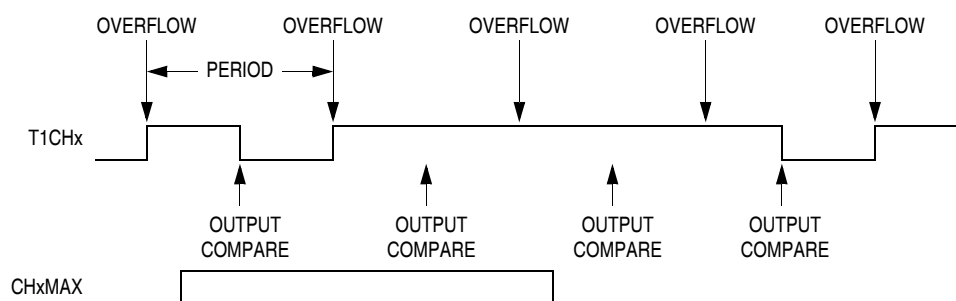 OVERFLOW OVERFLOW OVERFLOW OVERFLOW OVERFLOW
PERIOD
T1CHx
OUTPUT OUTPUT OUTPUT OUTPUT
COMPARE COMPARE COMPARE COMPARE
CHxMAX